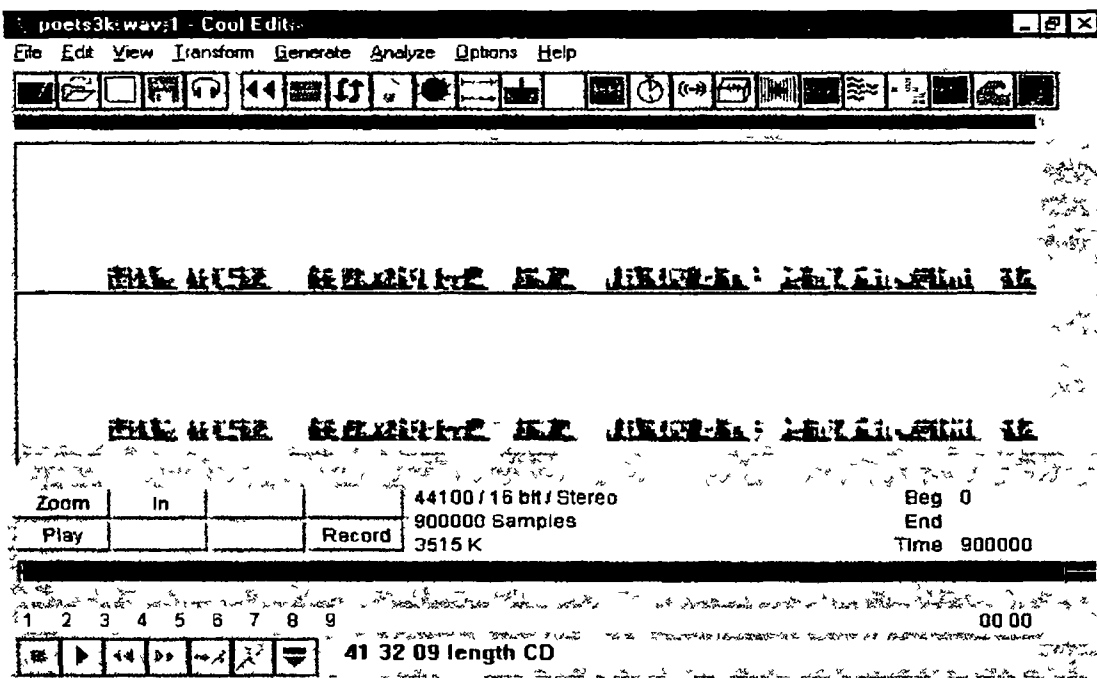 poets3k:wav;1 - Cool Edit
File Edit View Transform Generate Analyze Options Help
Zoom In
Play Record
44100 / 16 bit / Stereo
900000 Samples
3515 K
Beg 0
End
Time 900000
1 2 3 4 5 6 7 8 9 00 00
41 32 09 length CD